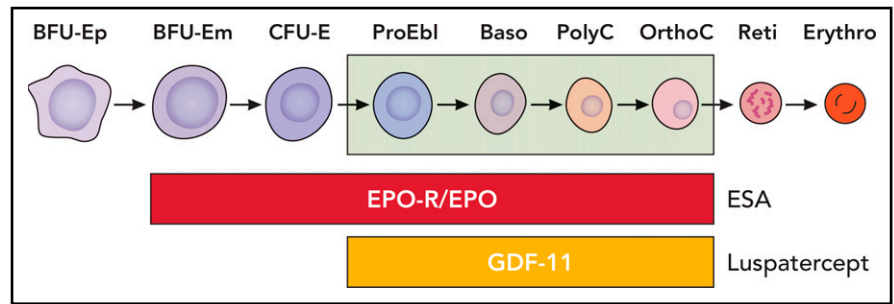 BFU-Ep BFU-Em CFU-E ProEbl Baso PolyC OrthoC Reti Erythro
EPO-R/EPO ESA
GDF-11 Luspatercept